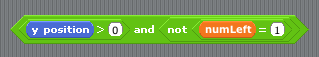 y position > 0 and not numLeft = 1